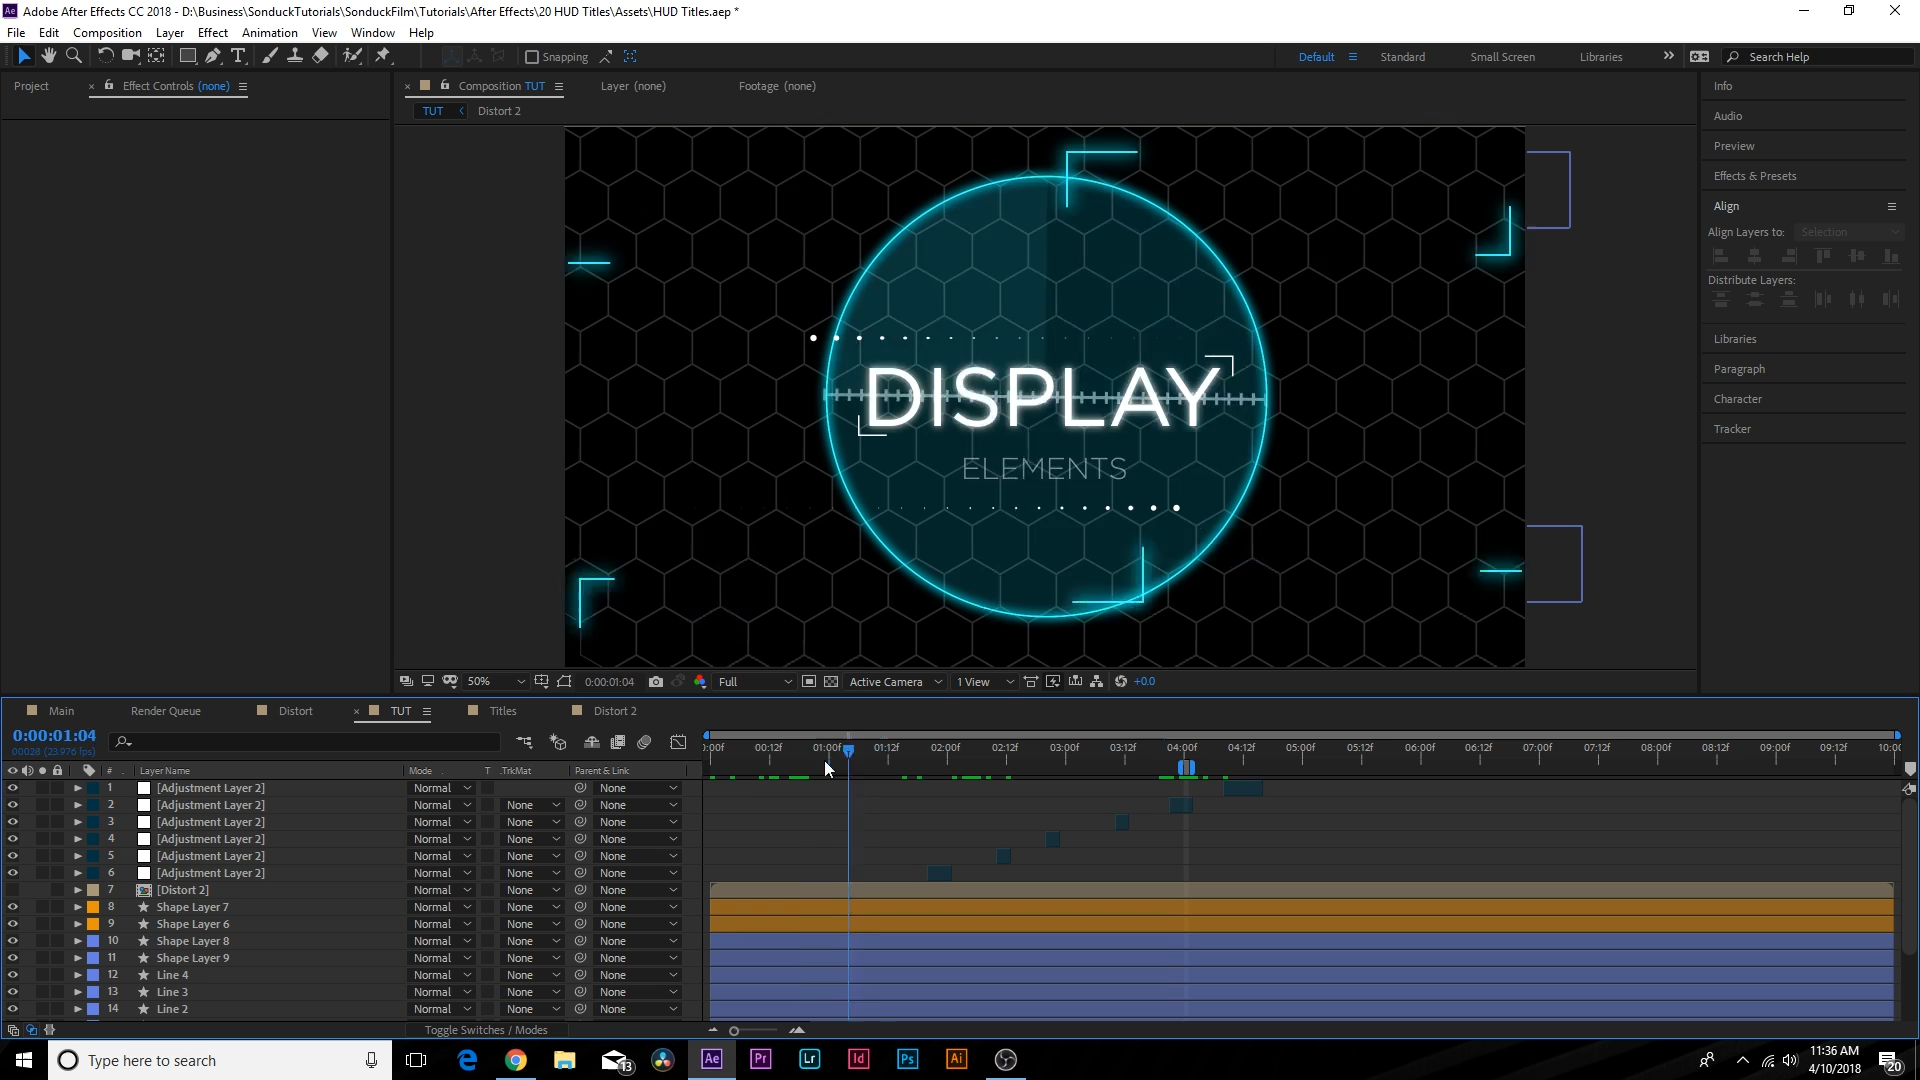 Ae Adobe After Effects CC 2018 - D:\Business\SonduckTutorials\SonduckFilm\Tutorials\After Effects\20 HUD Titles\Assets\HUD Titles.aep *
File Edit Composition Layer Effect Animation View Window Help
Snapping Default Standard Small Screen Libraries Search Help
Project Effect Controls (none) Composition TUT Layer (none) Footage (none)
TUT Distort 2
Info
Audio
Preview
Effects & Presets
Align
Align Layers to: Selection
Distribute Layers:
Libraries
Paragraph
Character
Tracker
DISPLAY
ELEMENTS
50% 0:00:01:04 Full Active Camera 1 View +0.0
Main Render Queue Distort TUT Titles Distort 2
0:00:01:04
00028 (23.976 fps)
):00f 00:12f 01:00f 01:12f 02:00f 02:12f 03:00f 03:12f 04:00f 04:12f 05:00f 05:12f 06:00f 06:12f 07:00f 07:12f 08:00f 08:12f 09:00f 09:12f 10:00
# Layer Name Mode T .TrkMat Parent & Link
1 [Adjustment Layer 2] Normal None
2 [Adjustment Layer 2] Normal None None
3 [Adjustment Layer 2] Normal None None
4 [Adjustment Layer 2] Normal None None
5 [Adjustment Layer 2] Normal None None
6 [Adjustment Layer 2] Normal None None
7 [Distort 2] Normal None None
8 Shape Layer 7 Normal None None
9 Shape Layer 6 Normal None None
10 Shape Layer 8 Normal None None
11 Shape Layer 9 Normal None None
12 Line 4 Normal None None
13 Line 3 Normal None None
14 Line 2 Normal None None
Toggle Switches / Modes
Type here to search 13 Ae Pr Lr Id Ps Ai 11:36 AM 20
4/10/2018